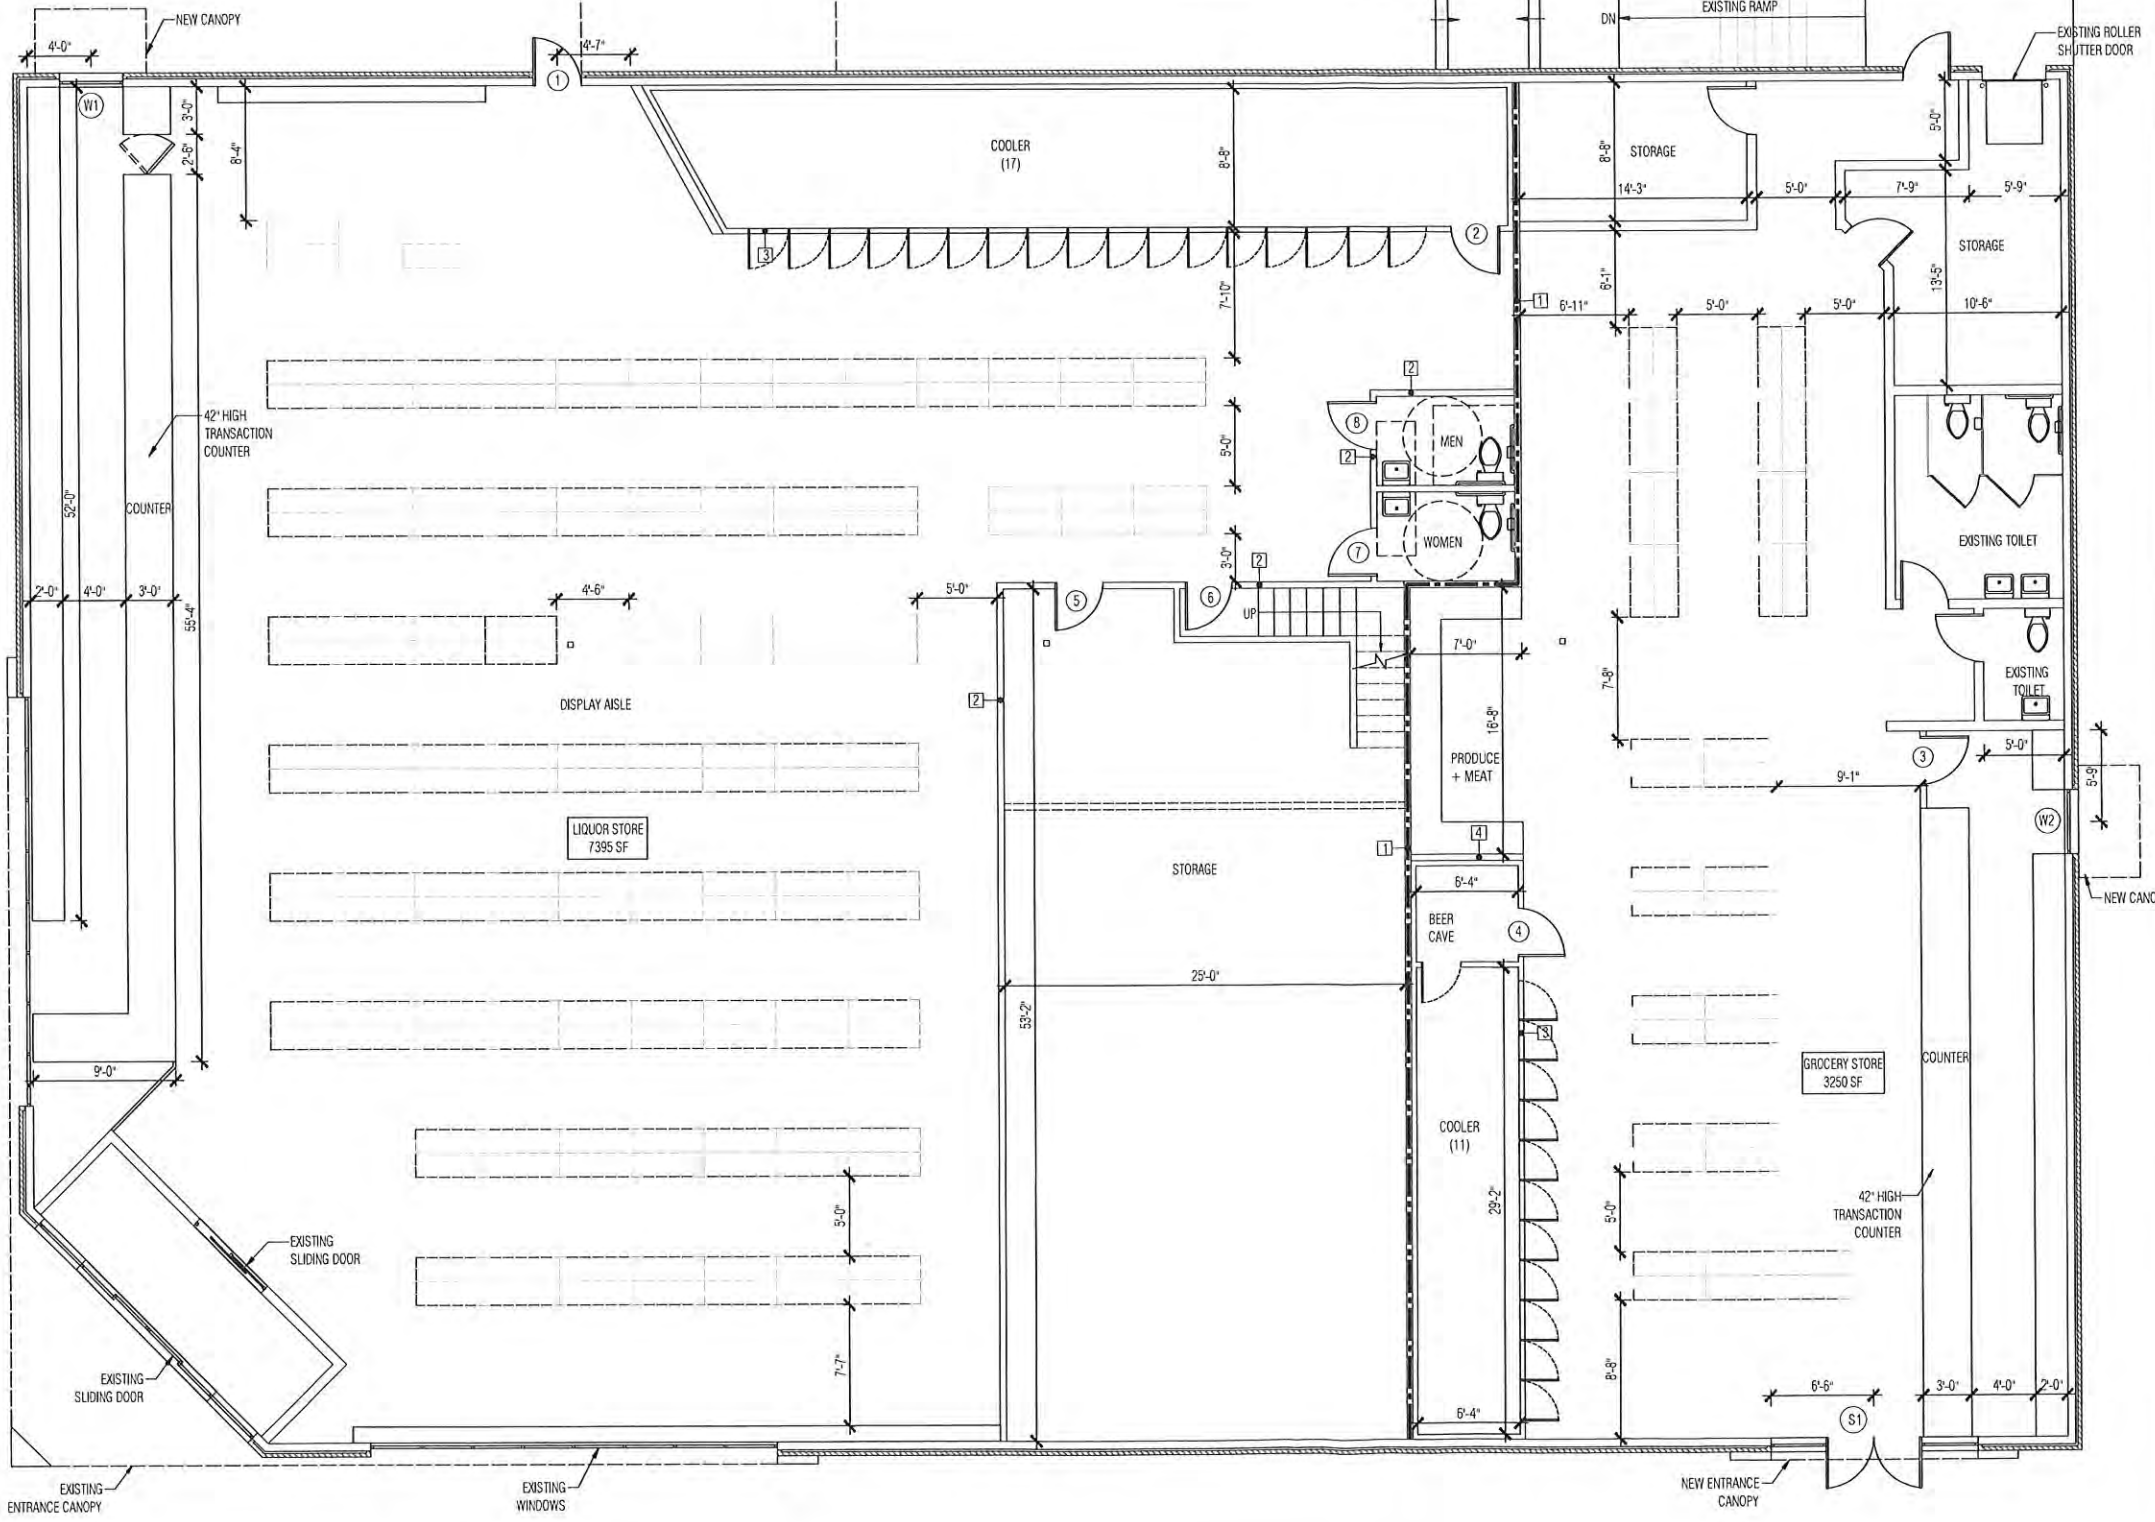 NEW CANOPY
4'-0"
4'-7"
1
W1
3'-0"
2'-6"
8'-4"
COOLER
(17)
8'-8"
3
2
7'-10"
DN
EXISTING RAMP
EXISTING ROLLER
SHUTTER DOOR
STORAGE
8'-8"
14'-3"
5'-0"
7'-9"
5'-9"
5'-0"
STORAGE
13'-5"
10'-6"
6'-1"
1
6'-11"
5'-0"
5'-0"
42" HIGH
TRANSACTION
COUNTER
COUNTER
52'-0"
2'-0"
4'-0"
3'-0"
55'-4"
4'-6"
5'-0"
5'-0"
3'-0"
2
8
MEN
2
WOMEN
7
2
5
6
UP
EXISTING TOILET
EXISTING
TOILET
7'-0"
7'-8"
16'-8"
DISPLAY AISLE
2
PRODUCE
+ MEAT
3
5'-0"
5'-9"
9'-1"
W2
NEW CANO
LIQUOR STORE
7395 SF
STORAGE
1
4
6'-4"
BEER
CAVE
4
25'-0"
53'-2"
3
GROCERY STORE
3250 SF
COUNTER
9'-0"
COOLER
(11)
29'-2"
42" HIGH
TRANSACTION
COUNTER
5'-0"
5'-0"
EXISTING
SLIDING DOOR
EXISTING
SLIDING DOOR
7'-7"
8'-8"
6'-4"
6'-6"
3'-0"
4'-0"
2'-0"
S1
EXISTING
ENTRANCE CANOPY
EXISTING
WINDOWS
NEW ENTRANCE
CANOPY